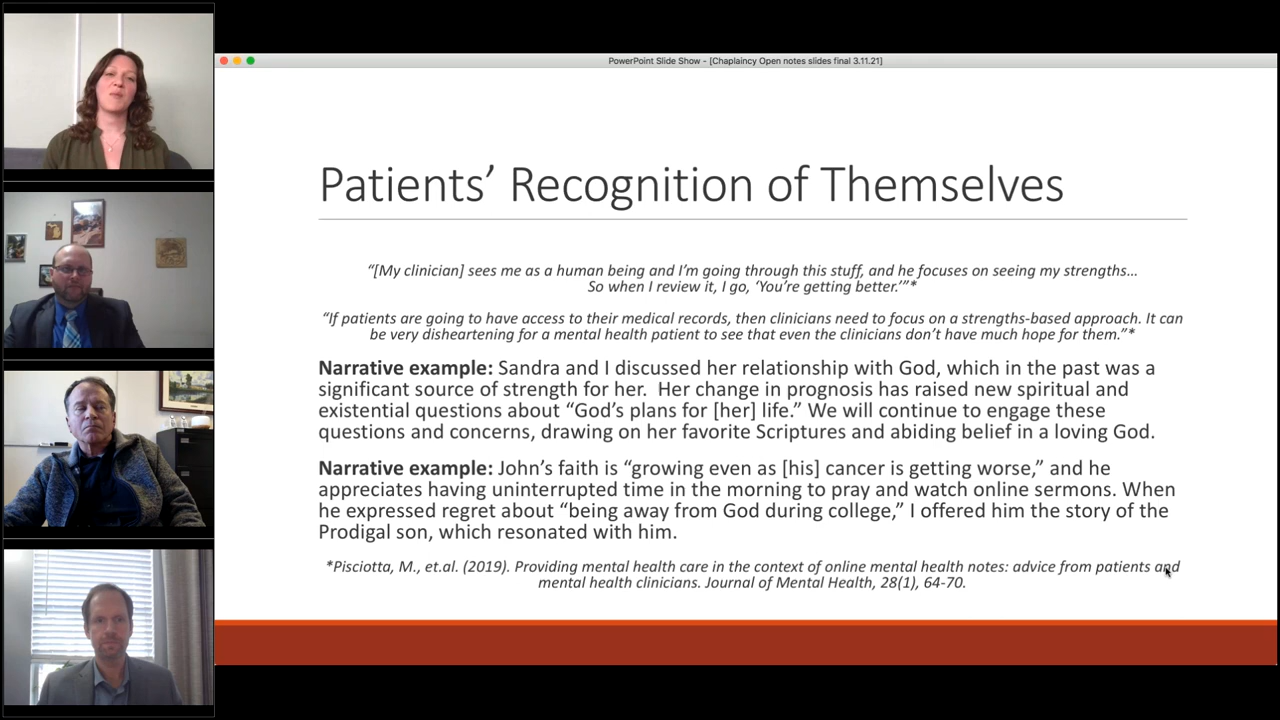 PowerPoint Slide Show - [Chaplaincy Open notes slides final 3.11.21]
Patients’ Recognition of Themselves
“[My clinician] sees me as a human being and I’m going through this stuff, and he focuses on seeing my strengths…
So when I review it, I go, ‘You’re getting better.’”*
“If patients are going to have access to their medical records, then clinicians need to focus on a strengths-based approach. It can
be very disheartening for a mental health patient to see that even the clinicians don’t have much hope for them.”*
Narrative example: Sandra and I discussed her relationship with God, which in the past was a
significant source of strength for her.  Her change in prognosis has raised new spiritual and
existential questions about “God’s plans for [her] life.” We will continue to engage these
questions and concerns, drawing on her favorite Scriptures and abiding belief in a loving God.
Narrative example: John’s faith is “growing even as [his] cancer is getting worse,” and he
appreciates having uninterrupted time in the morning to pray and watch online sermons. When
he expressed regret about “being away from God during college,” I offered him the story of the
Prodigal son, which resonated with him.
*Pisciotta, M., et.al. (2019). Providing mental health care in the context of online mental health notes: advice from patients and
mental health clinicians. Journal of Mental Health, 28(1), 64-70.